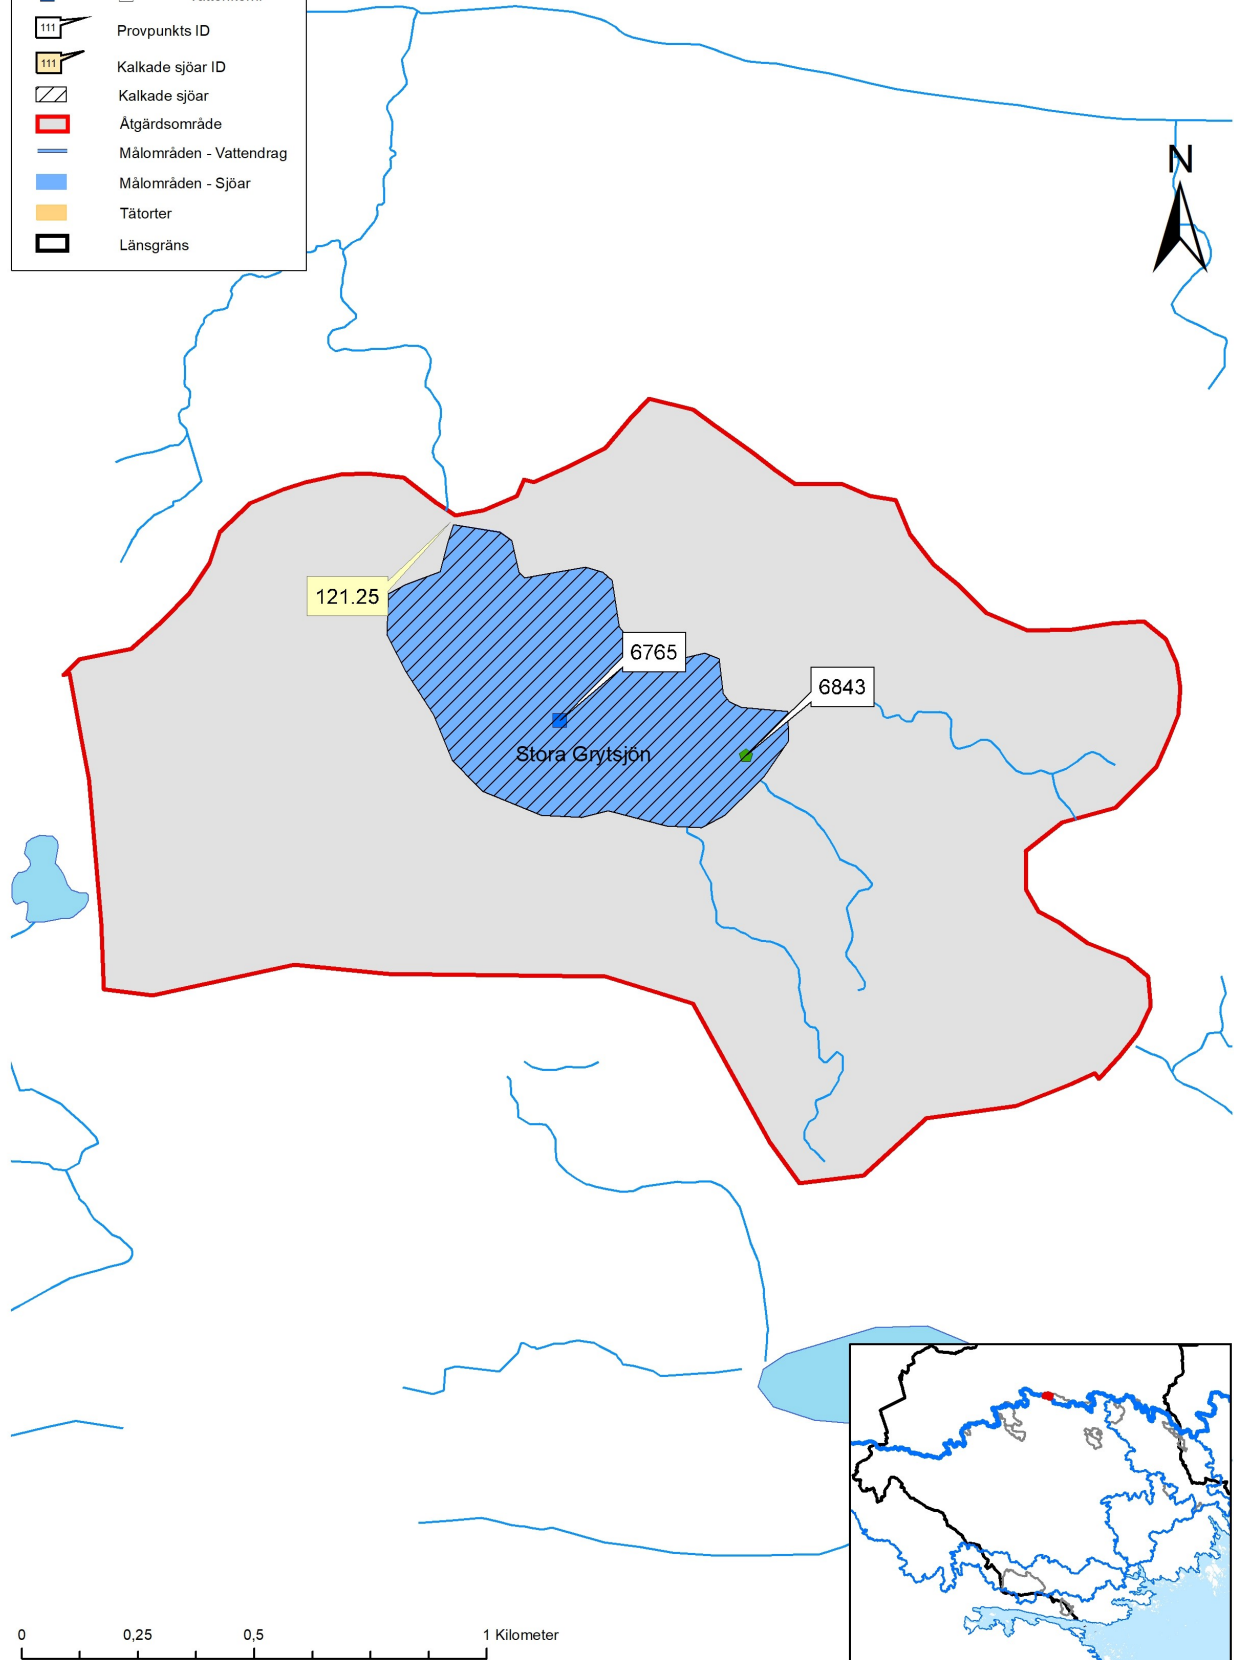 111 Provpunkts ID
111 Kalkade sjöar ID
Kalkade sjöar
Åtgärdsområde
Målområden - Vattendrag
Målområden - Sjöar
Tätorter
Länsgräns
N
121.25
6765
6843
Stora Grytsjön
0 0,25 0,5 1 Kilometer